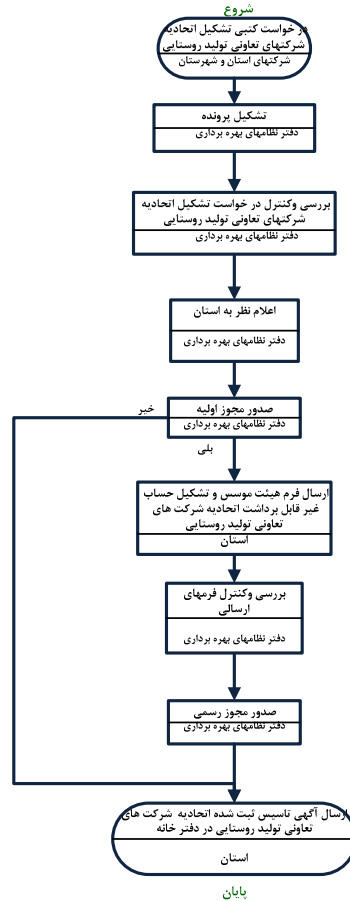 شروع
در خواست کتبی تشکیل اتحادیه
شرکتهای تعاونی تولید روستایی
شرکتهای استان و شهرستان
تشکیل پرونده
دفتر نظامهای بهره برداری
بررسی وکنترل در خواست تشکیل اتحادیه
شرکتهای تعاونی تولید روستایی
دفتر نظامهای بهره برداری
اعلام نظر به استان
دفتر نظامهای بهره برداری
صدور مجوز اولیه
دفتر نظامهای بهره برداری
خیر
بلی
ارسال فرم هیئت موسس و تشکیل حساب
غیر قابل برداشت اتحادیه شرکت های
تعاونی تولید روستایی
استان
بررسی وکنترل فرمهای
ارسالی
دفتر نظامهای بهره برداری
صدور مجوز رسمی
دفتر نظامهای بهره برداری
ارسال آگهی تاسیس ثبت شده اتحادیه شرکت های
تعاونی تولید روستایی در دفتر خانه
استان
پایان